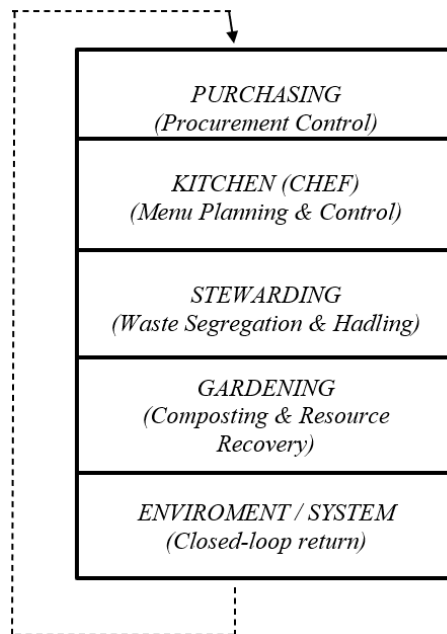 PURCHASING
(Procurement Control)
KITCHEN (CHEF)
(Menu Planning & Control)
STEWARDING
(Waste Segregation & Hadling)
GARDENING
(Composting & Resource
Recovery)
ENVIROMENT / SYSTEM
(Closed-loop return)